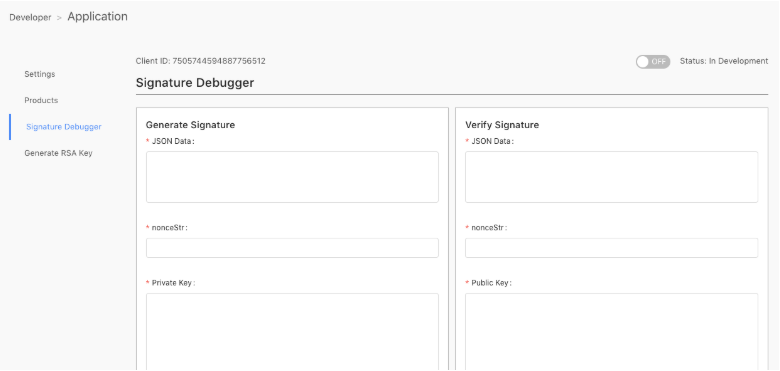 Developer > Application
Client ID: 7505744594887756512
OFF
Status: In Development
Settings
Products
Signature Debugger
Generate RSA Key
Signature Debugger
Generate Signature
* JSON Data:
* nonceStr:
* Private Key:
Verify Signature
* JSON Data:
* nonceStr:
* Public Key: